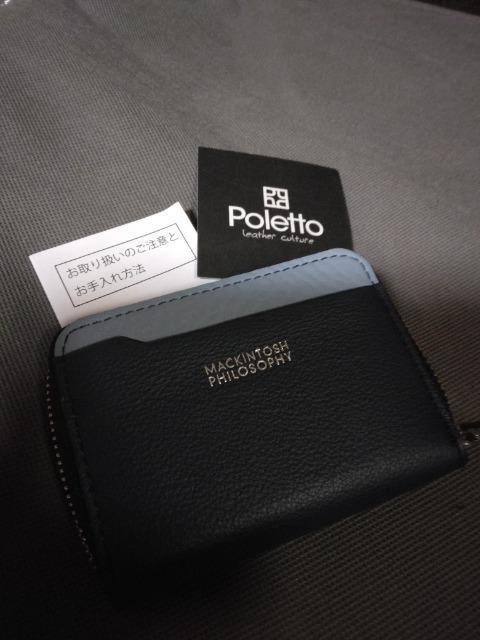 Poletto
leather culture
お取り扱いのご注意と
お手入れ方法
MACKINTOSH
PHILOSOPHY